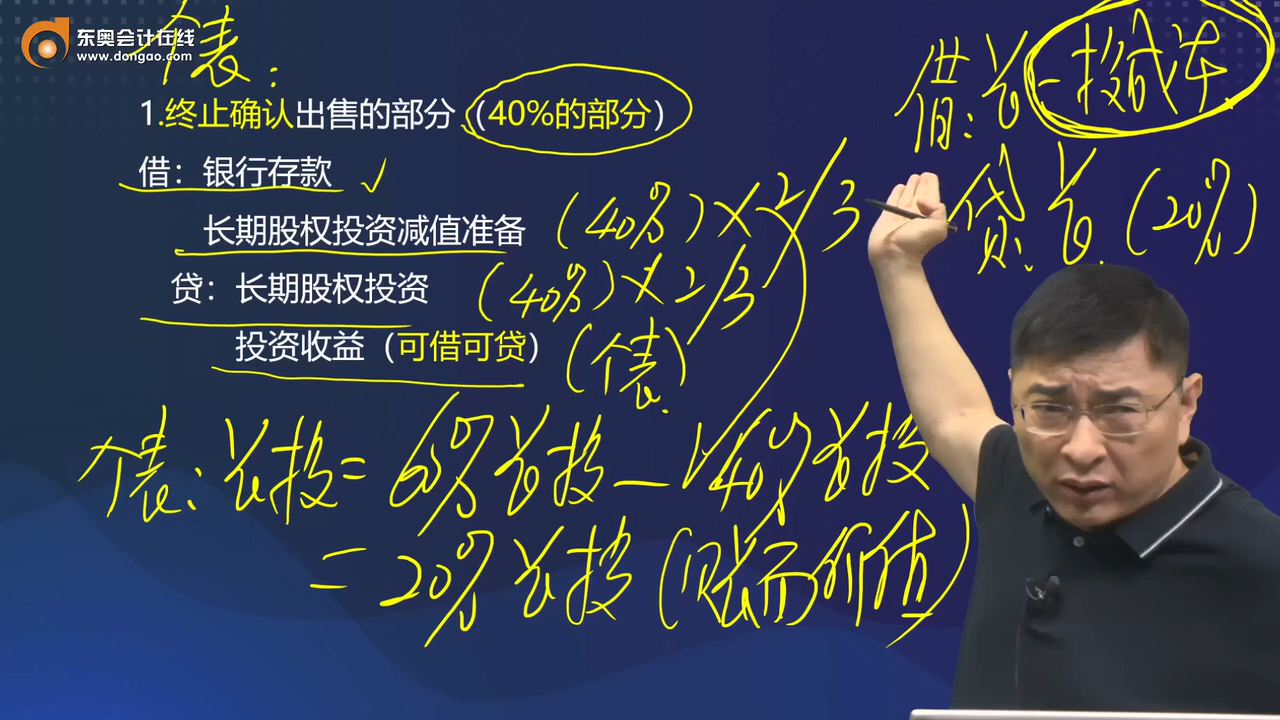 东奥会计在线
www.dongao.com
个表：
1.终止确认出售的部分（40%的部分）
借：银行存款 ✓
长期股权投资减值准备 （40%）×2/3
贷：长期股权投资 （40%）×2/3
投资收益（可借可贷） （个表）
个表：长投=60%长投－40%长投
=20%长投（账面价值）
借：长－投成本
贷：长（20%）